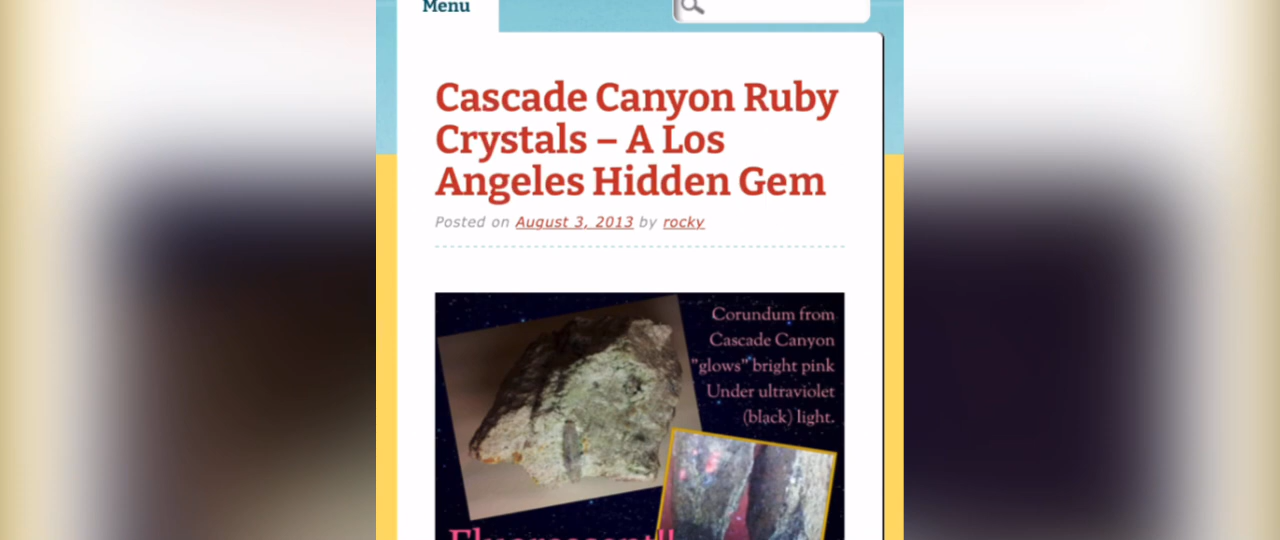 Menu
Cascade Canyon Ruby
Crystals – A Los
Angeles Hidden Gem
Posted on August 3, 2013 by rocky
Corundum from
Cascade Canyon
"glows" bright pink
Under ultraviolet
(black) light.
Fluorescent!!